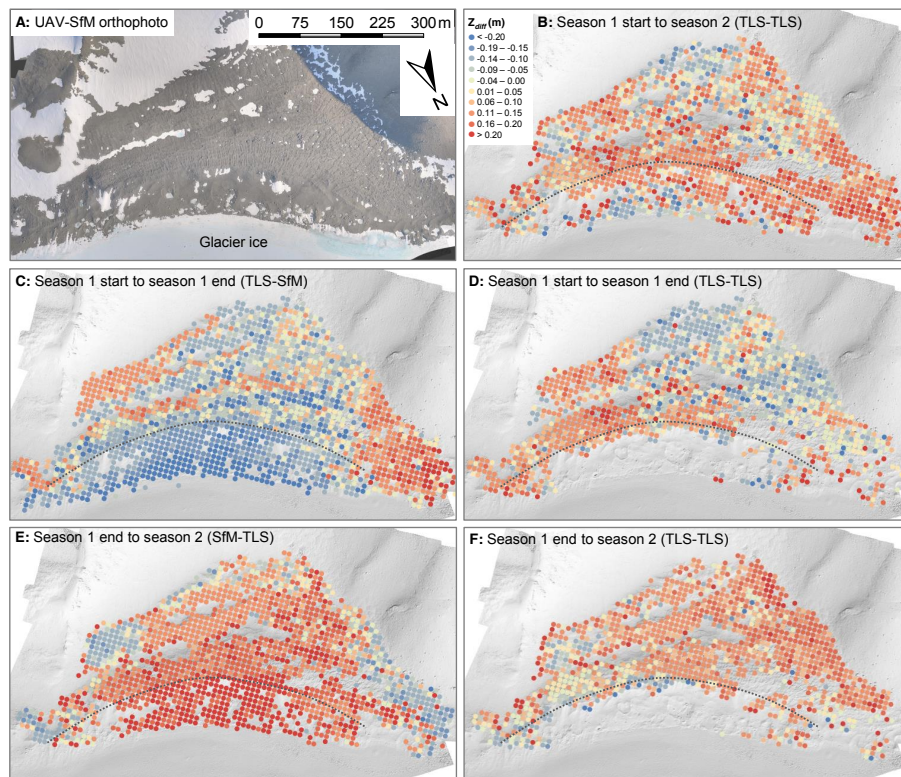 A: UAV-SfM orthophoto
0 75 150 225 300 m
N
Glacier ice
B: Season 1 start to season 2 (TLS-TLS)
Zdiff (m)
< -0.20
-0.19 – -0.15
-0.14 – -0.10
-0.09 – -0.05
-0.04 – 0.00
0.01 – 0.05
0.06 – 0.10
0.11 – 0.15
0.16 – 0.20
> 0.20
C: Season 1 start to season 1 end (TLS-SfM)
D: Season 1 start to season 1 end (TLS-TLS)
E: Season 1 end to season 2 (SfM-TLS)
F: Season 1 end to season 2 (TLS-TLS)